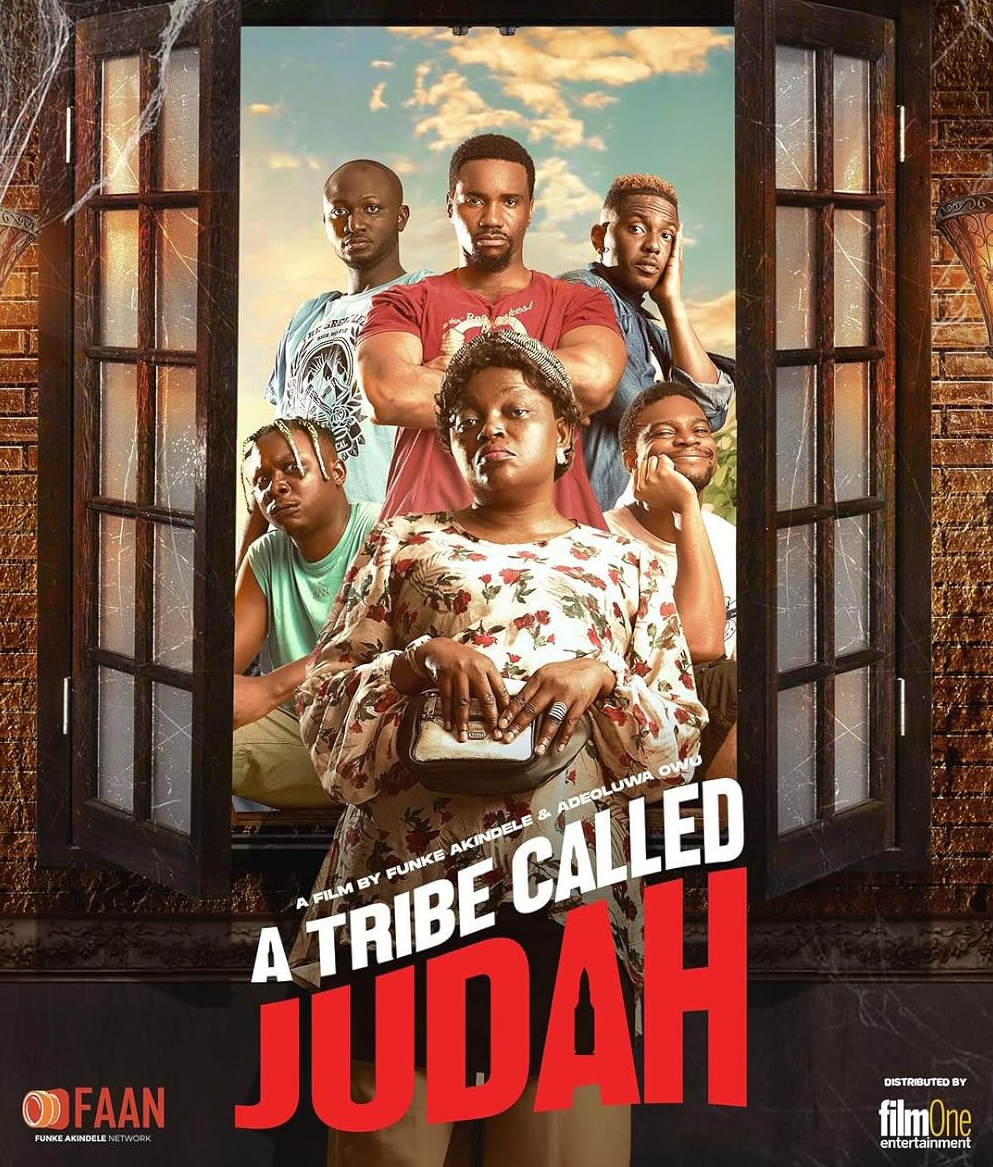 A FILM BY FUNKE AKINDELE & ADEOLUWA OWU
A TRIBE CALLED
JUDAH
FAAN
FUNKE AKINDELE NETWORK
DISTRIBUTED BY
filmOne
entertainment